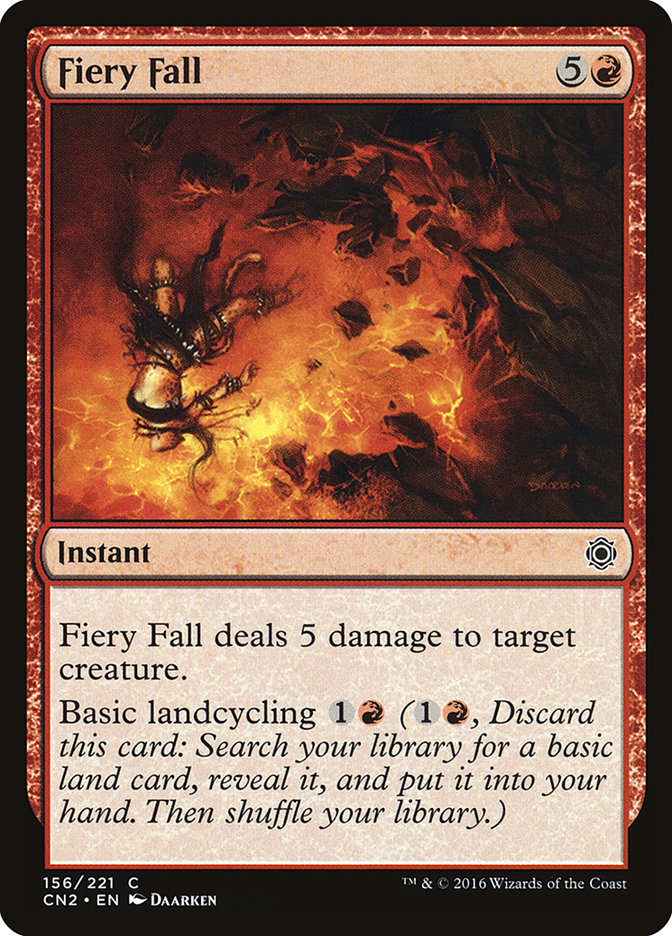 Fiery Fall 5
DAARKEN
Instant
Fiery Fall deals 5 damage to target
creature.
Basic landcycling 1 (1 , Discard
this card: Search your library for a basic
land card, reveal it, and put it into your
hand. Then shuffle your library.)
156/221 C
™ & © 2016 Wizards of the Coast
CN2 • EN DAARKEN